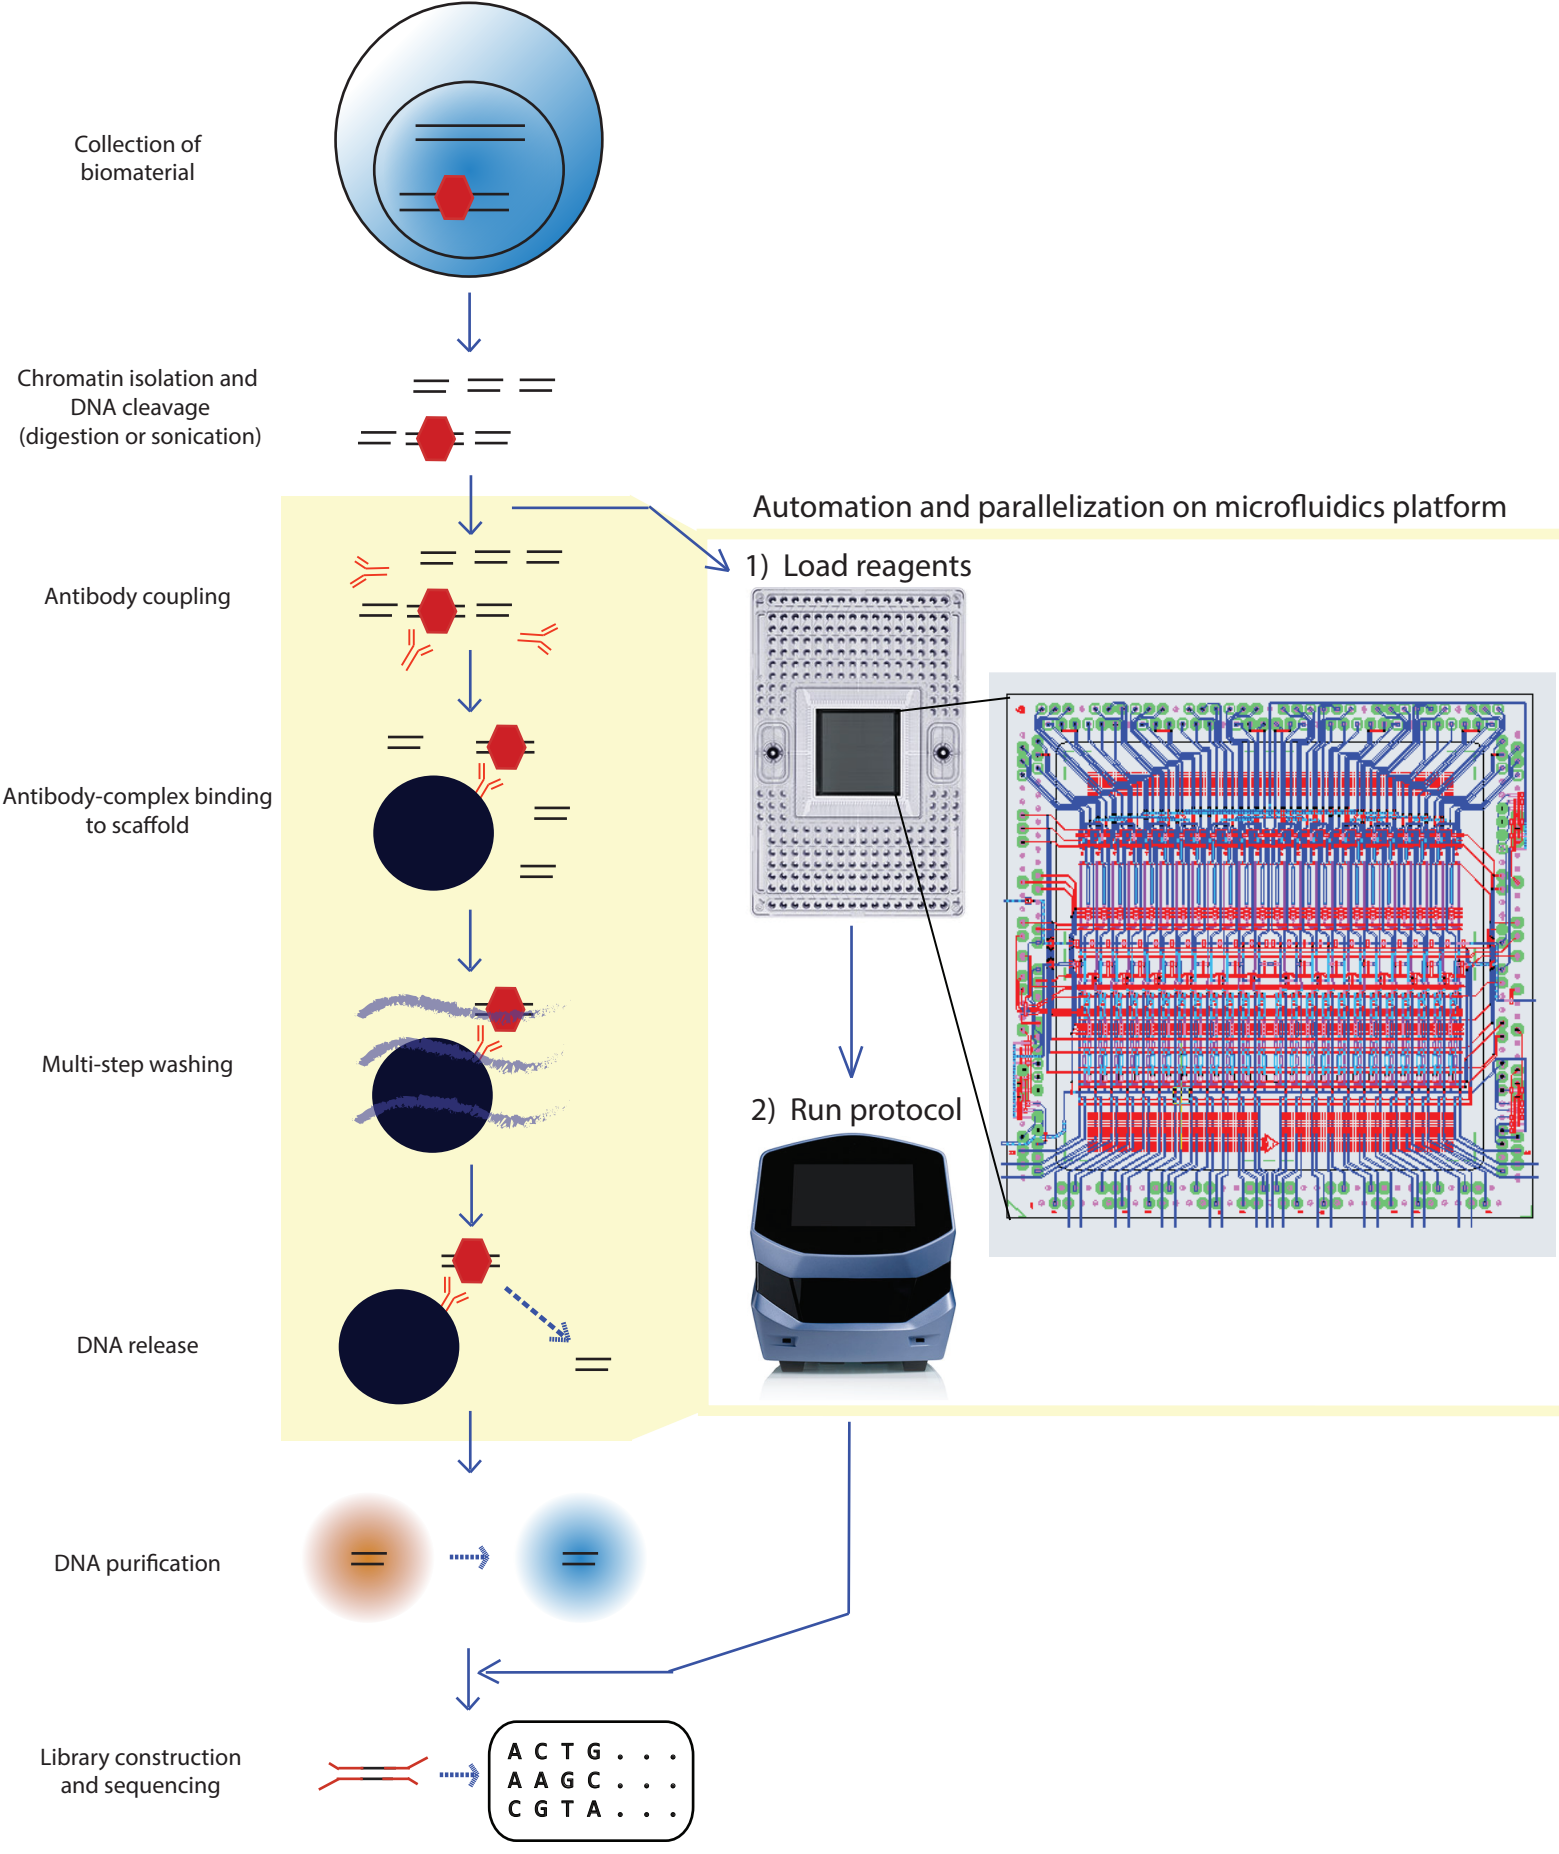 Collection of
biomaterial
Chromatin isolation and
DNA cleavage
(digestion or sonication)
Automation and parallelization on microfluidics platform
1) Load reagents
Antibody coupling
Antibody-complex binding
to scaffold
Multi-step washing
2) Run protocol
DNA release
DNA purification
Library construction
and sequencing
A C T G . . .
A A G C . . .
C G T A . . .